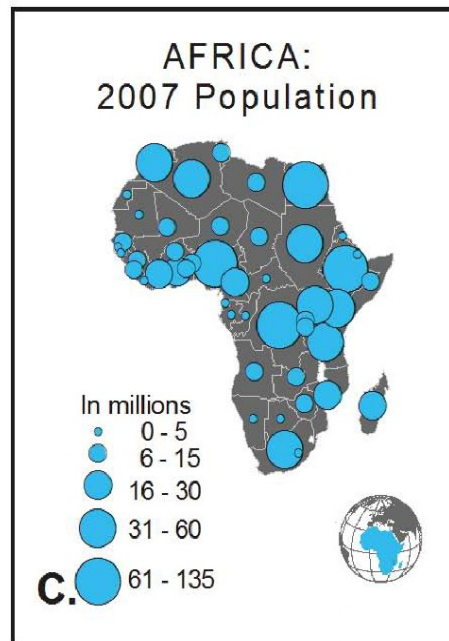 AFRICA:
2007 Population
In millions
0 - 5
6 - 15
16 - 30
31 - 60
61 - 135
C.